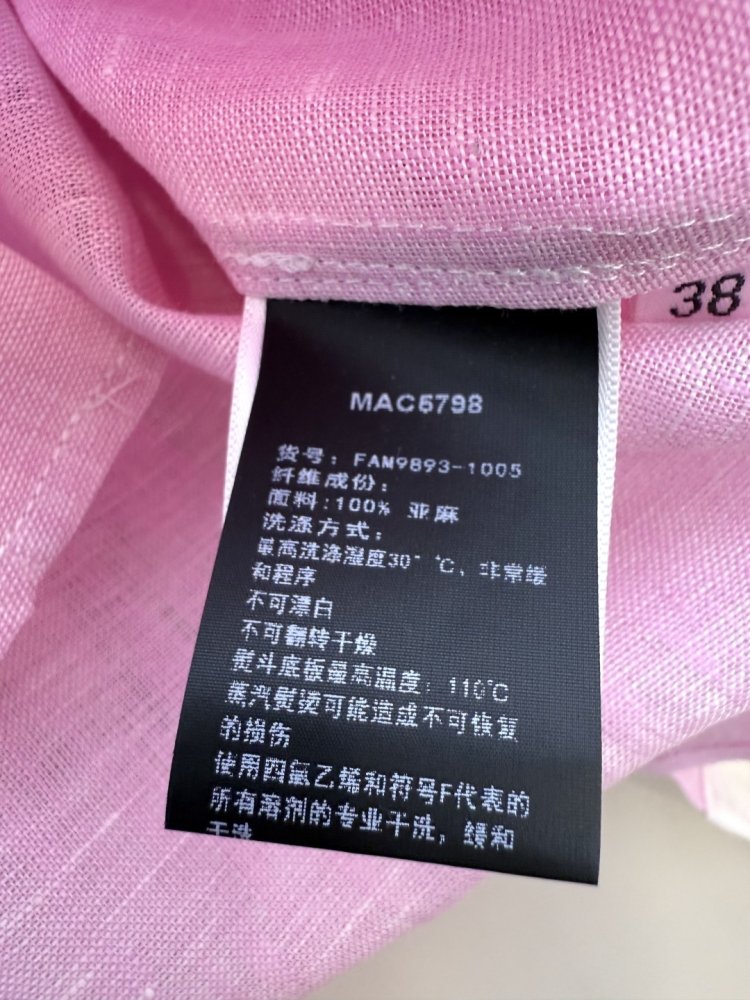 38
MAC5798
货号：FAM9893-1005
纤维成份：
面料：100% 亚麻
洗涤方式：
最高洗涤湿度30° ℃、非常缓
和程序
不可漂白
不可翻转干燥
熨斗底板最高温度：110℃
蒸汽熨烫可能造成不可恢复
的损伤
使用四氯乙烯和符号F代表的
所有溶剂的专业干洗，缓和
干洗